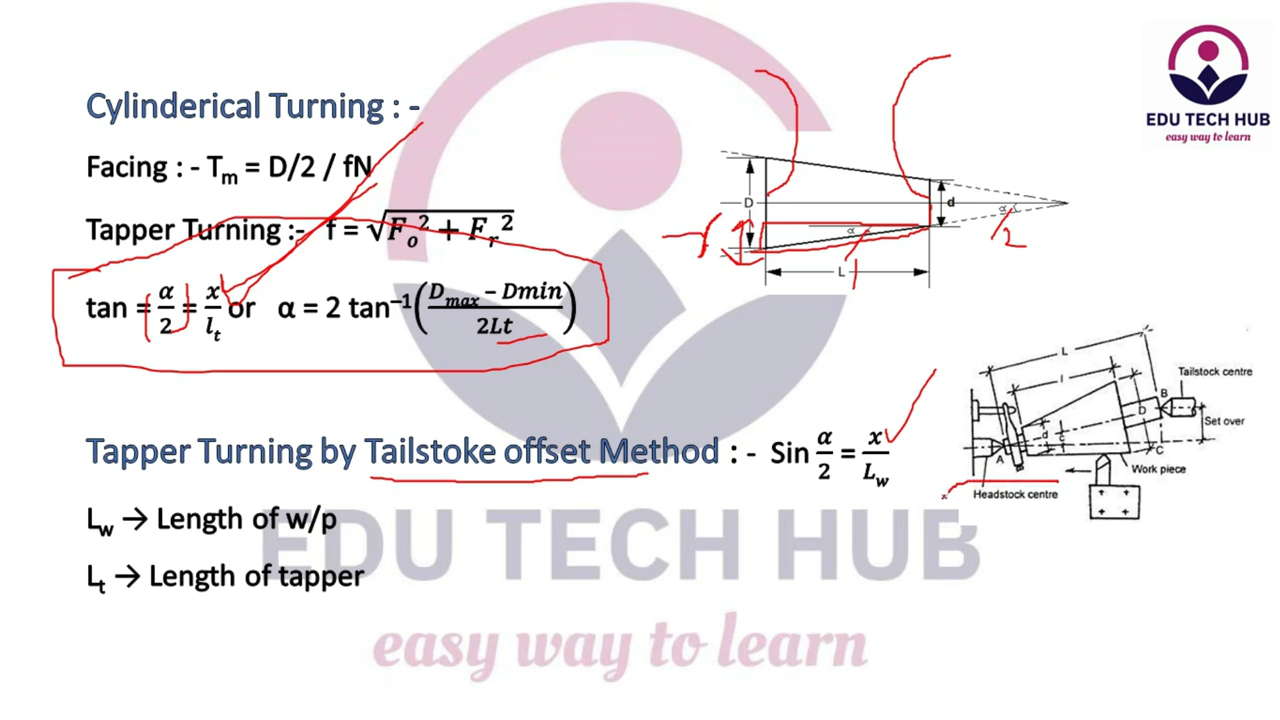 Cylinderical Turning : -
Facing : - Tm = D/2 / fN
Tapper Turning :- f = √Fo² + Fr²
tan = α/2 = x/lt or α = 2 tan⁻¹(Dmax – Dmin / 2Lt)
Tapper Turning by Tailstoke offset Method : - Sin α/2 = x/Lw
Lw → Length of w/p
Lt → Length of tapper
D
d
α
α
/2
L
EDU TECH HUB
easy way to learn
L
l
Tailstock centre
B
D
Set over
d
A
C
Work piece
Headstock centre
EDU TECH HUB
easy way to learn